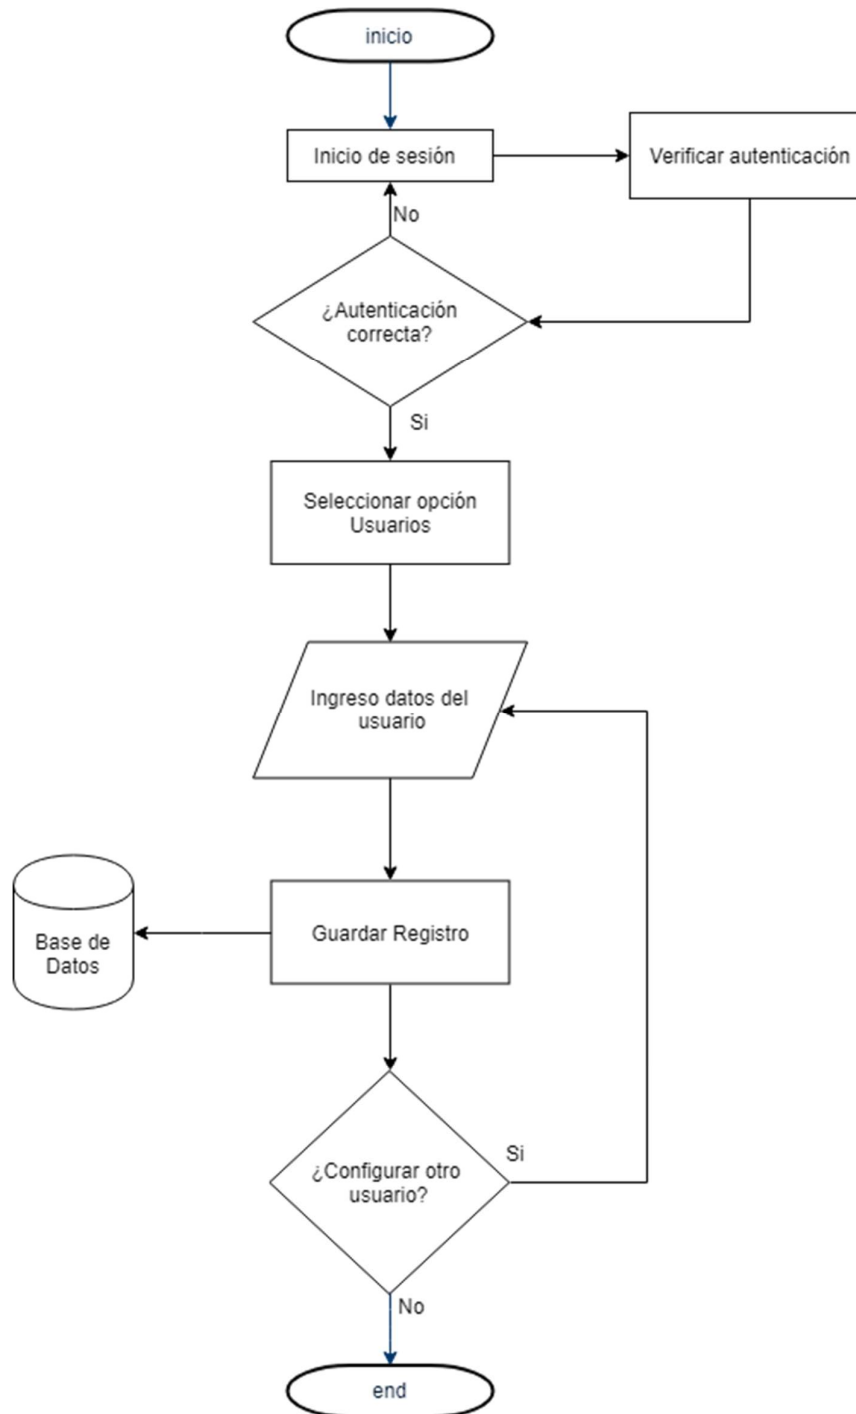 inicio
Inicio de sesión
Verificar autenticación
No
¿Autenticación
correcta?
Si
Seleccionar opción
Usuarios
Ingreso datos del
usuario
Guardar Registro
Base de
Datos
¿Configurar otro
usuario?
Si
No
end